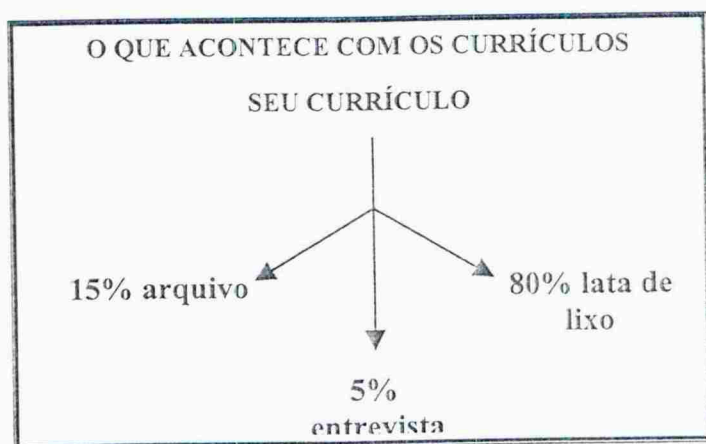 O QUE ACONTECE COM OS CURRÍCULOS
SEU CURRÍCULO
15% arquivo
80% lata de
lixo
5%
entrevista